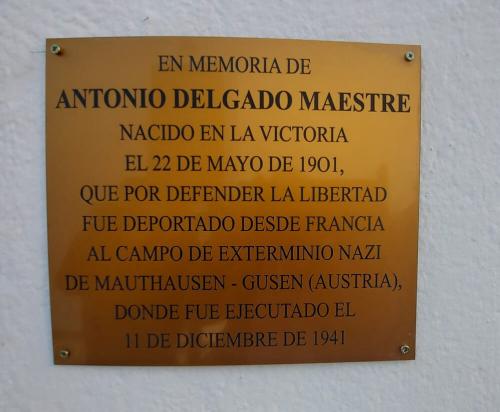 EN MEMORIA DE
ANTONIO DELGADO MAESTRE
NACIDO EN LA VICTORIA
EL 22 DE MAYO DE 1901,
QUE POR DEFENDER LA LIBERTAD
FUE DEPORTADO DESDE FRANCIA
AL CAMPO DE EXTERMINIO NAZI
DE MAUTHAUSEN - GUSEN (AUSTRIA),
DONDE FUE EJECUTADO EL
11 DE DICIEMBRE DE 1941